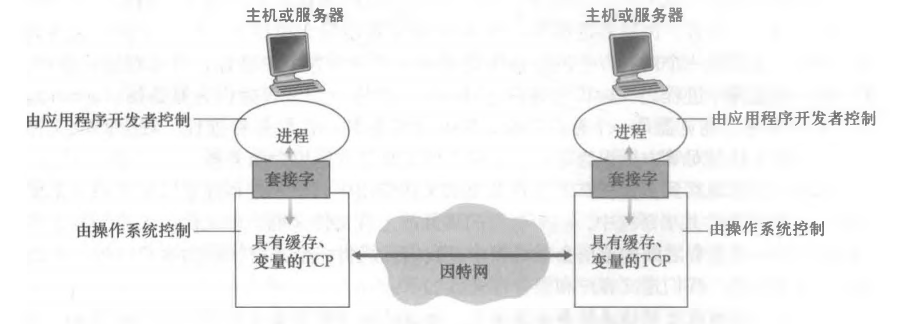 主机或服务器
主机或服务器
由应用程序开发者控制
进程
进程
由应用程序开发者控制
套接字
套接字
由操作系统控制
具有缓存、
变量的TCP
因特网
具有缓存、
变量的TCP
由操作系统控制